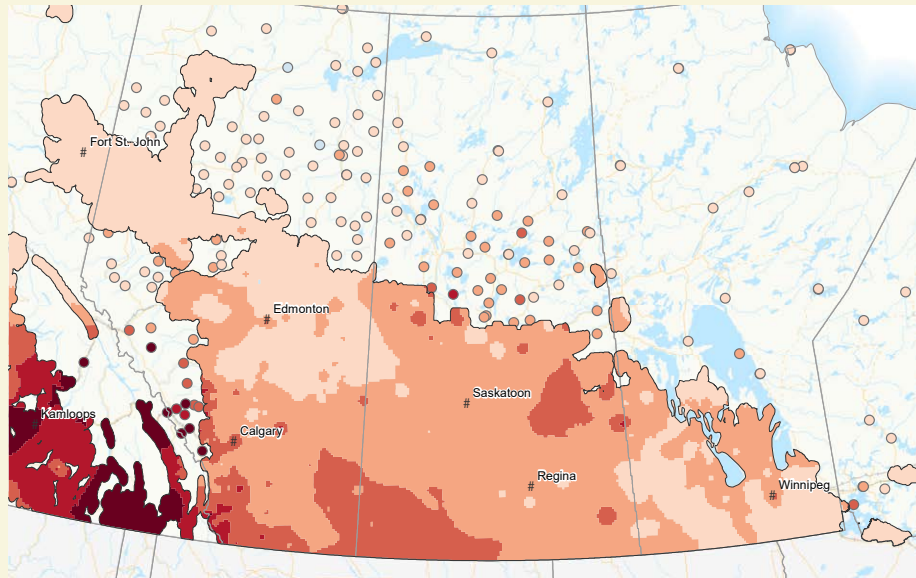 Fort St. John
Edmonton
Saskatoon
Kamloops
Calgary
Regina
Winnipeg